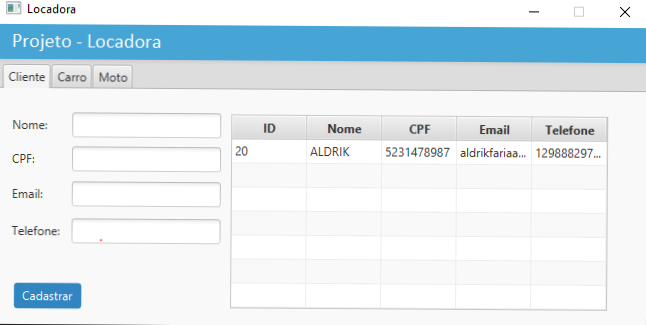 Locadora
Projeto - Locadora
Cliente Carro Moto
Nome:
CPF:
Email:
Telefone:
Cadastrar
ID Nome CPF Email Telefone
20 ALDRIK 5231478987 aldrikfariaa... 129888297...